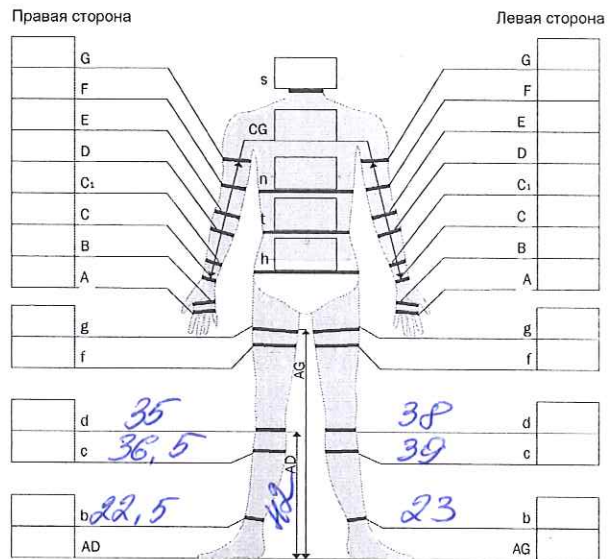 Правая сторона Левая сторона
G s G
F F
E CG E
D D
C₁ n C₁
C t C
B h B
A A
g g
f AG f
d 35 38 d
c 36,5 AD 39 c
b 22,5 42 23 b
AD AG